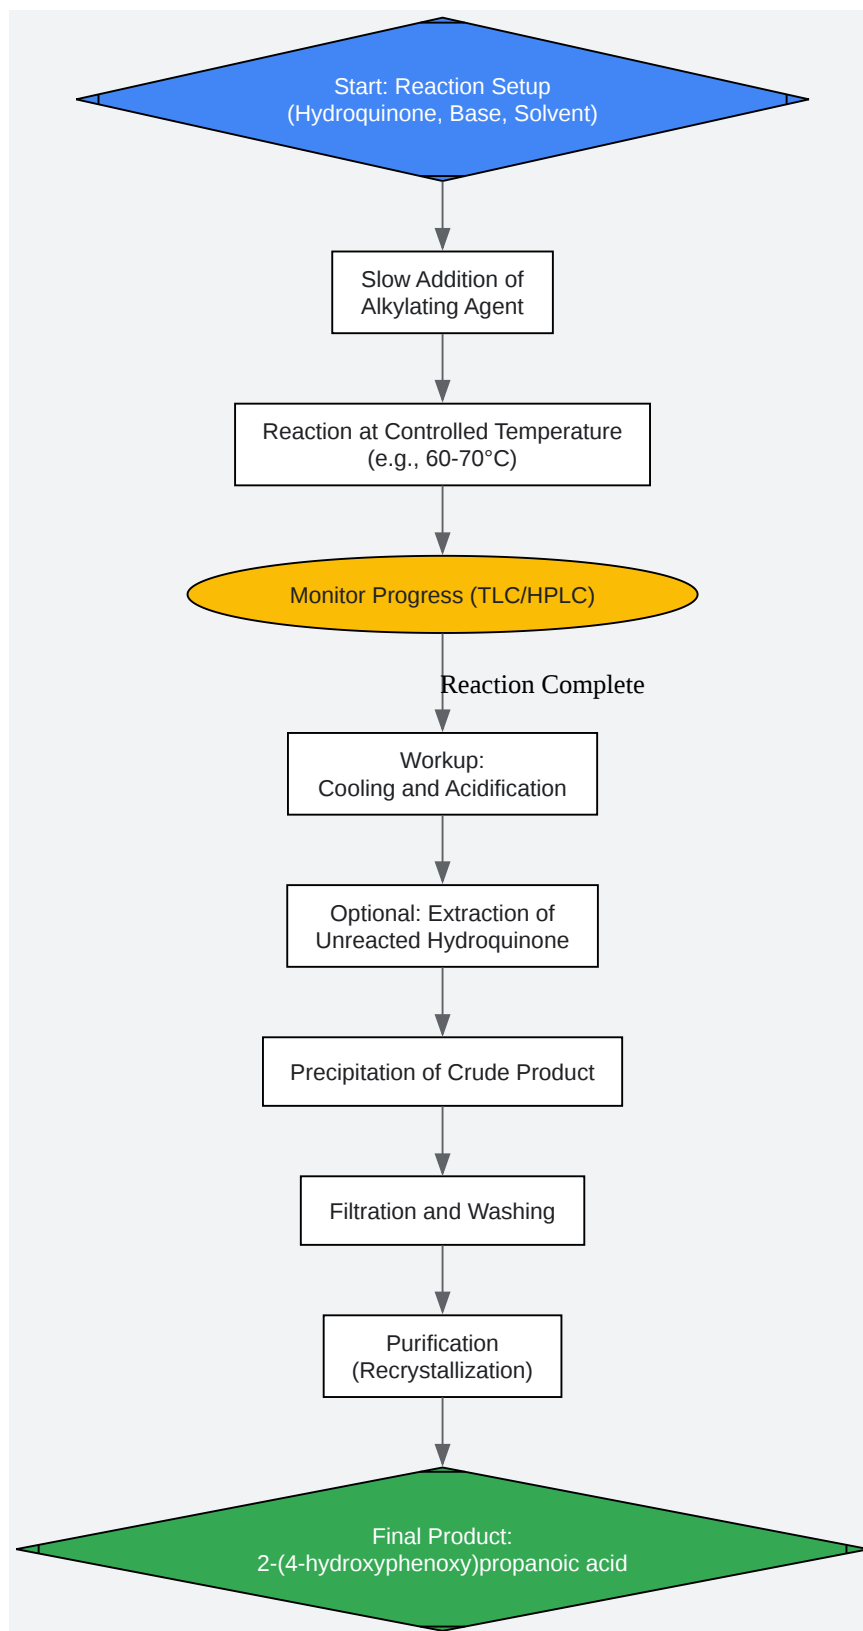 Start: Reaction Setup
(Hydroquinone, Base, Solvent)
Slow Addition of
Alkylating Agent
Reaction at Controlled Temperature
(e.g., 60-70°C)
Monitor Progress (TLC/HPLC)
Reaction Complete
Workup:
Cooling and Acidification
Optional: Extraction of
Unreacted Hydroquinone
Precipitation of Crude Product
Filtration and Washing
Purification
(Recrystallization)
Final Product:
2-(4-hydroxyphenoxy)propanoic acid